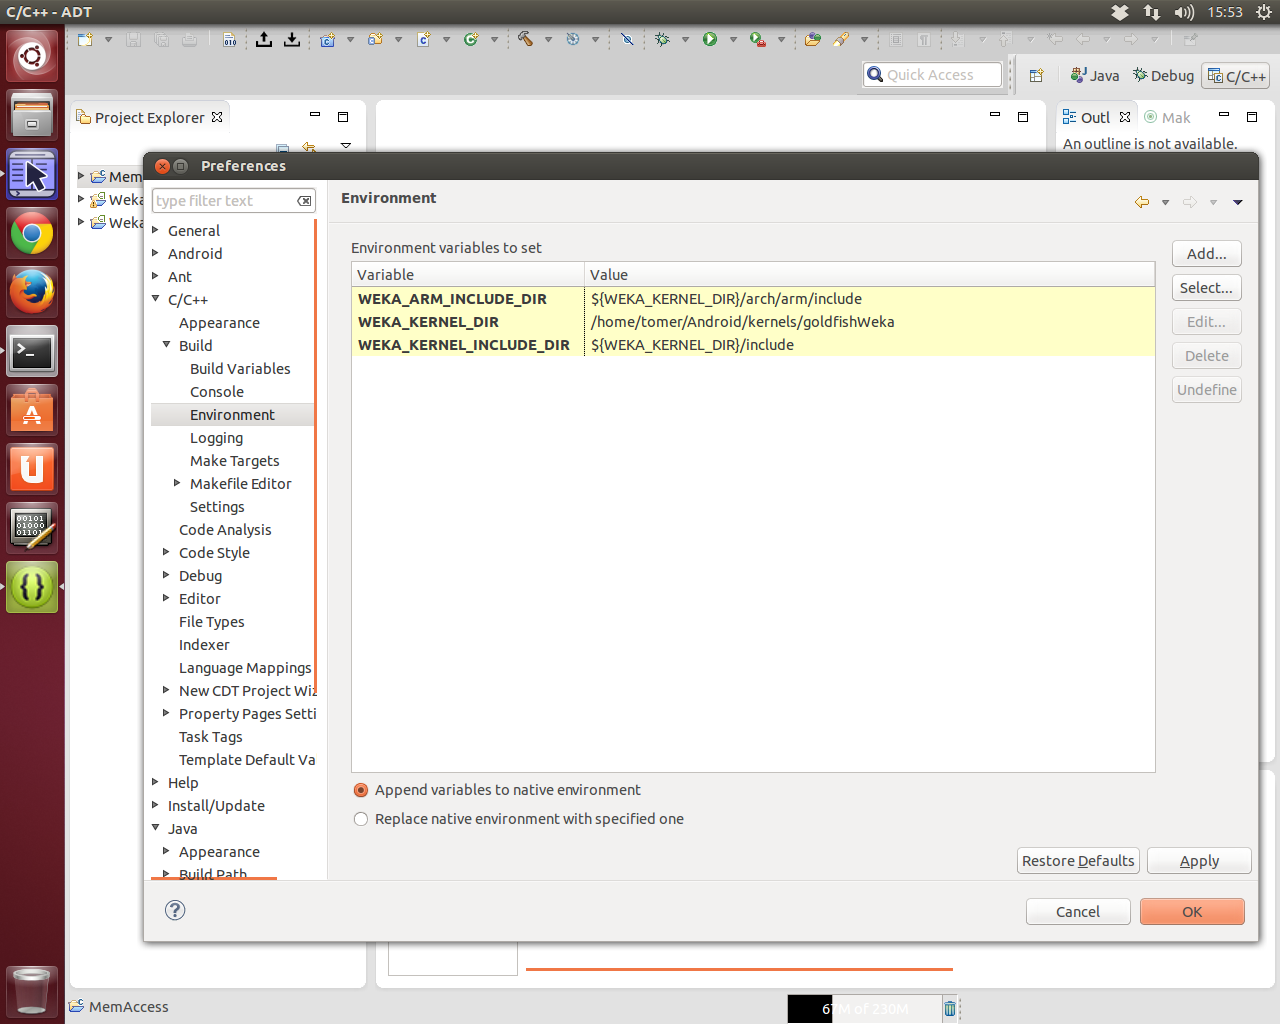 C/C++ - ADT
15:53
Quick Access
Java
Debug
C/C++
Project Explorer
Outl
Mak
An outline is not available.
Mem
Weka
Weka
Preferences
type filter text
General
Android
Ant
C/C++
Appearance
Build
Build Variables
Console
Environment
Logging
Make Targets
Makefile Editor
Settings
Code Analysis
Code Style
Debug
Editor
File Types
Indexer
Language Mappings
New CDT Project Wiz
Property Pages Setti
Task Tags
Template Default Va
Help
Install/Update
Java
Appearance
Build Path
Environment
Environment variables to set
Variable Value
WEKA_ARM_INCLUDE_DIR ${WEKA_KERNEL_DIR}/arch/arm/include
WEKA_KERNEL_DIR /home/tomer/Android/kernels/goldfishWeka
WEKA_KERNEL_INCLUDE_DIR ${WEKA_KERNEL_DIR}/include
Add...
Select...
Edit...
Delete
Undefine
Append variables to native environment
Replace native environment with specified one
Restore Defaults
Apply
Cancel
OK
MemAccess
67M of 230M